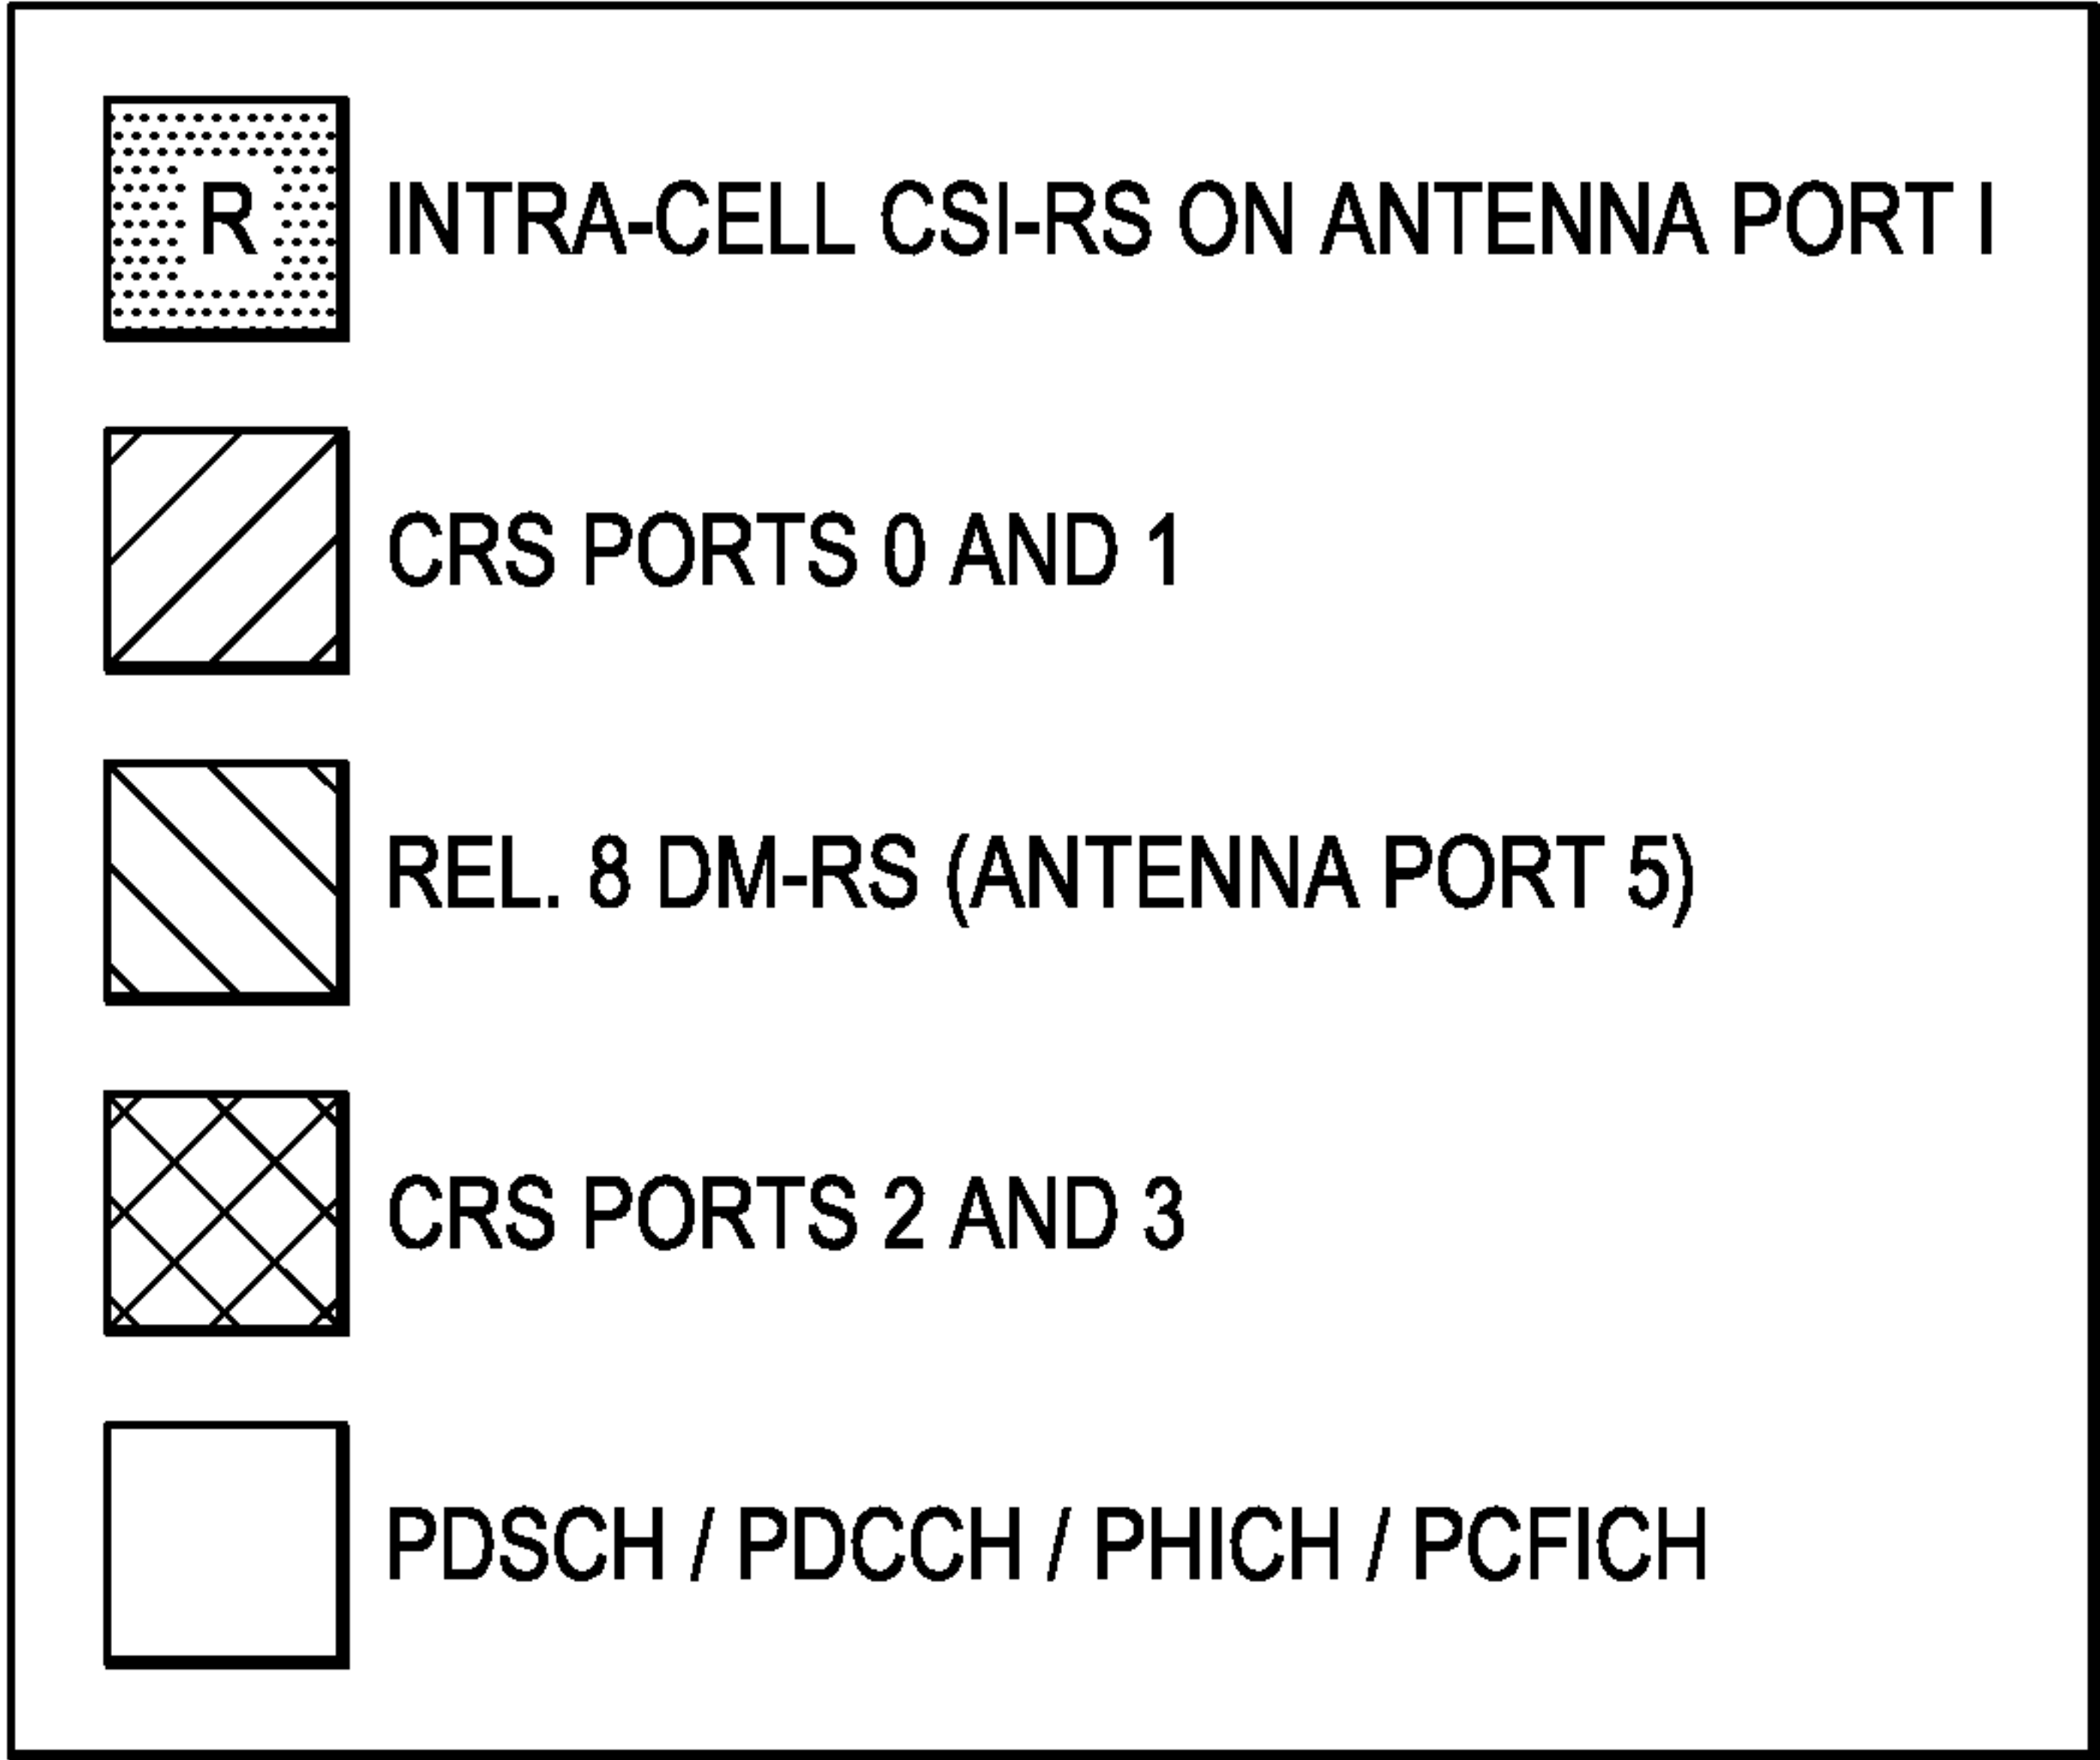 R INTRA-CELL CSI-RS ON ANTENNA PORT I
CRS PORTS 0 AND 1
REL. 8 DM-RS (ANTENNA PORT 5)
CRS PORTS 2 AND 3
PDSCH / PDCCH / PHICH / PCFICH